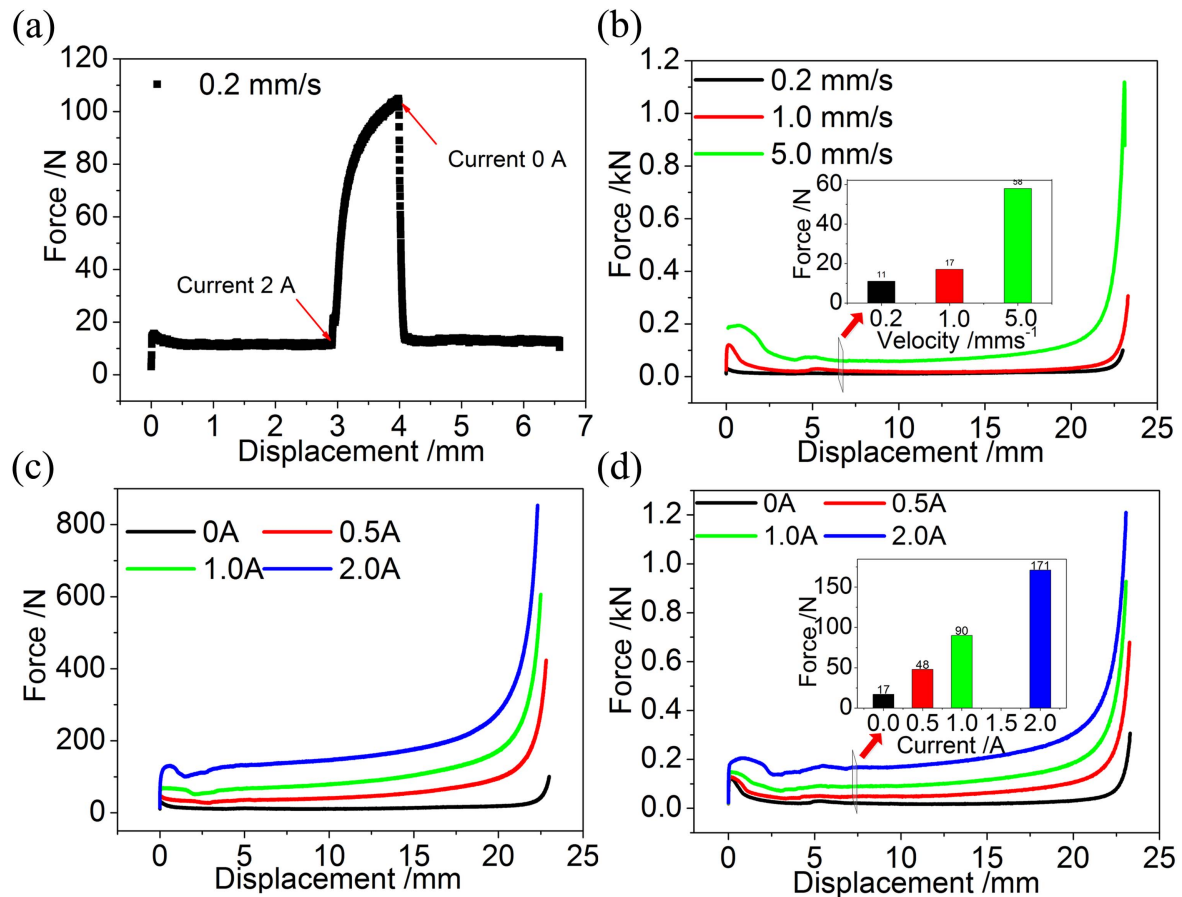 (a)
120
100
80
60
40
20
0
Force /N
0.2 mm/s
Current 0 A
Current 2 A
0 1 2 3 4 5 6 7
Displacement /mm
(b)
1.2
1.0
0.8
0.6
0.4
0.2
0.0
Force /kN
0.2 mm/s
1.0 mm/s
5.0 mm/s
60
40
20
0
Force /N
11
17
58
0.2 1.0 5.0
Velocity /mms-1
0 5 10 15 20 25
Displacement /mm
(c)
800
600
400
200
0
Force /N
0A 0.5A
1.0A 2.0A
0 5 10 15 20 25
Displacement /mm
(d)
1.2
1.0
0.8
0.6
0.4
0.2
0.0
Force /kN
0A 0.5A
1.0A 2.0A
150
100
50
0
Force /N
17
48
90
171
0.0 0.5 1.0 1.5 2.0
Current /A
0 5 10 15 20 25
Displacement /mm